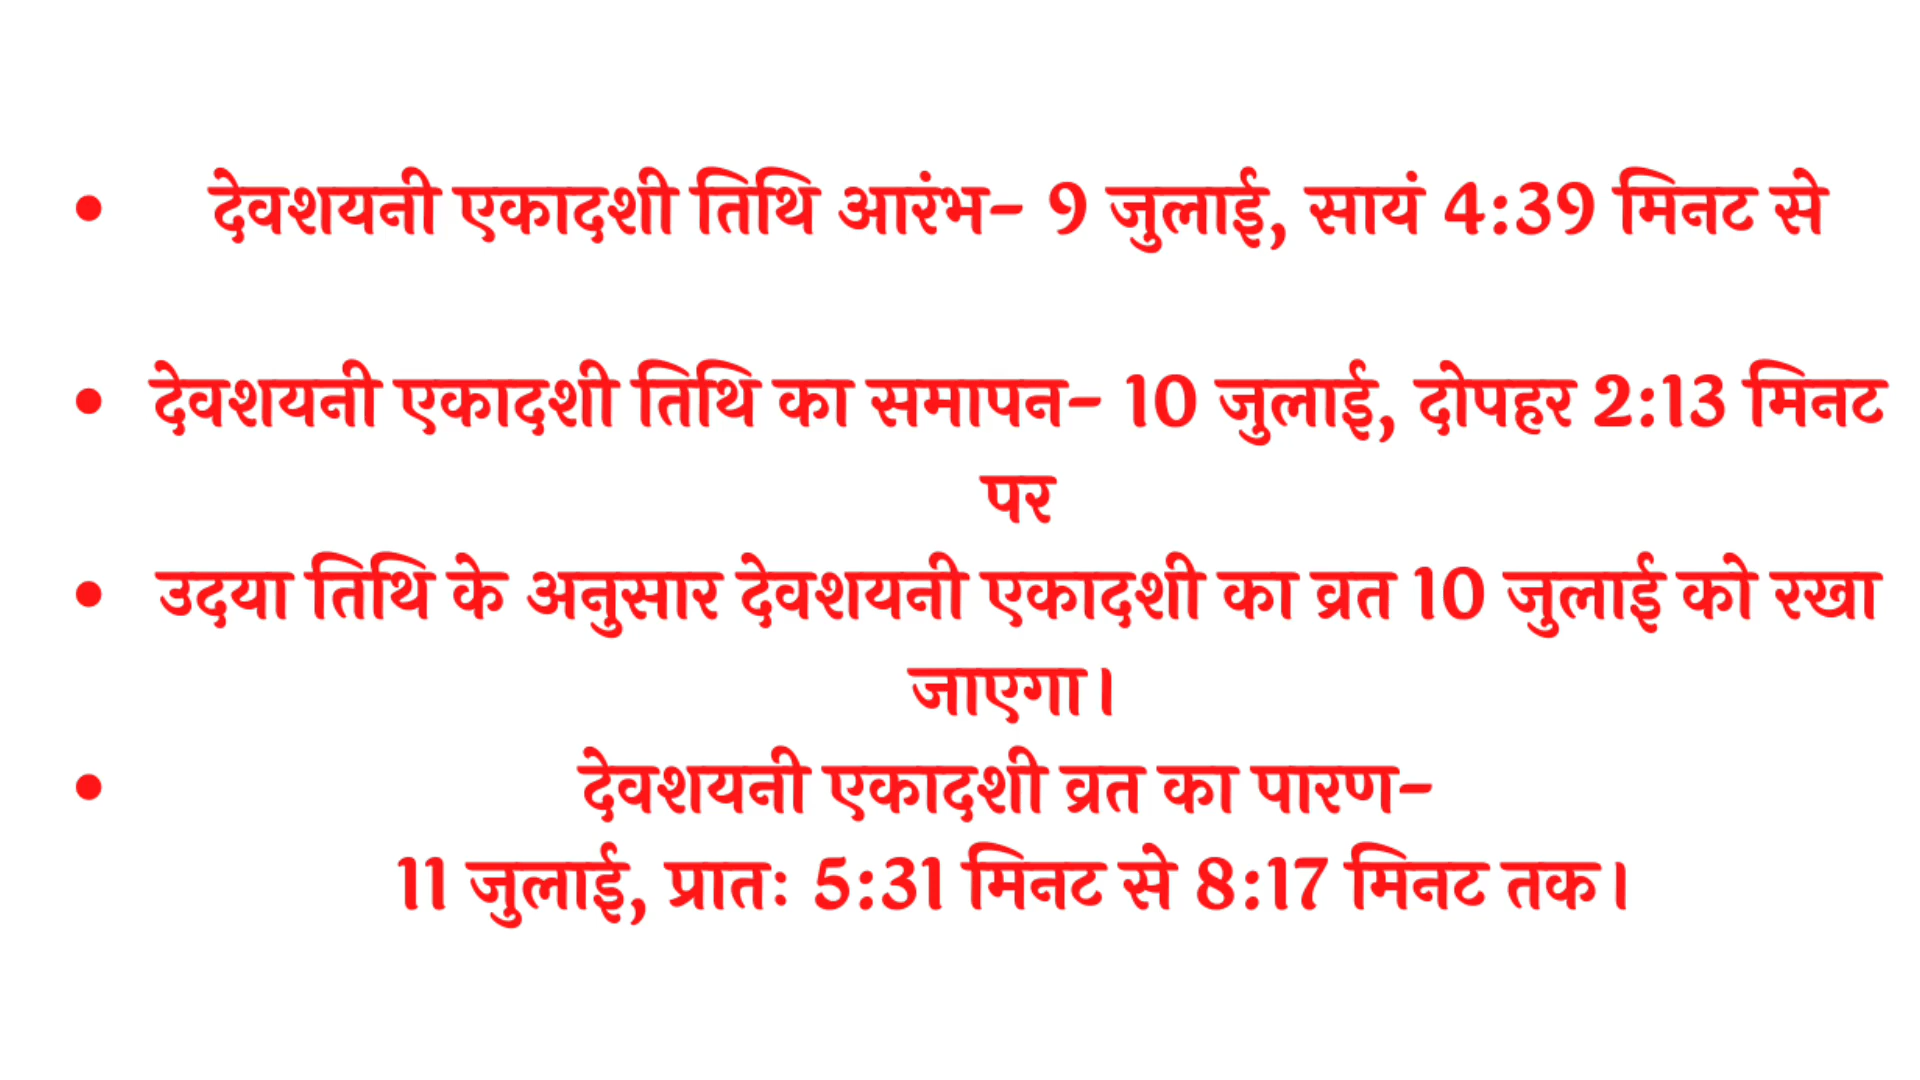 • देवशयनी एकादशी तिथि आरंभ- 9 जुलाई, सायं 4:39 मिनट से
• देवशयनी एकादशी तिथि का समापन- 10 जुलाई, दोपहर 2:13 मिनट
पर
• उदया तिथि के अनुसार देवशयनी एकादशी का व्रत 10 जुलाई को रखा
जाएगा।
• देवशयनी एकादशी व्रत का पारण-
11 जुलाई, प्रातः 5:31 मिनट से 8:17 मिनट तक।